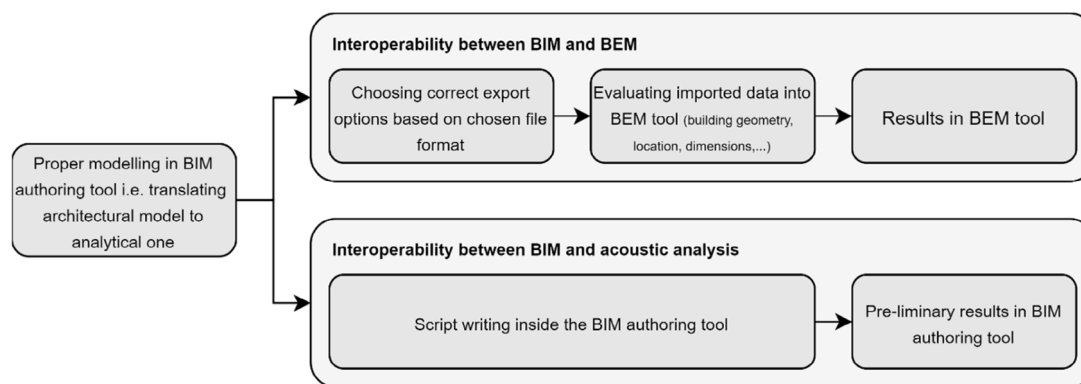 Interoperability between BIM and BEM
Choosing correct export
options based on chosen file
format
Evaluating imported data into
BEM tool (building geometry,
location, dimensions,...)
Results in BEM tool
Proper modelling in BIM
authoring tool i.e. translating
architectural model to
analytical one
Interoperability between BIM and acoustic analysis
Script writing inside the BIM authoring tool
Pre-liminary results in BIM
authoring tool